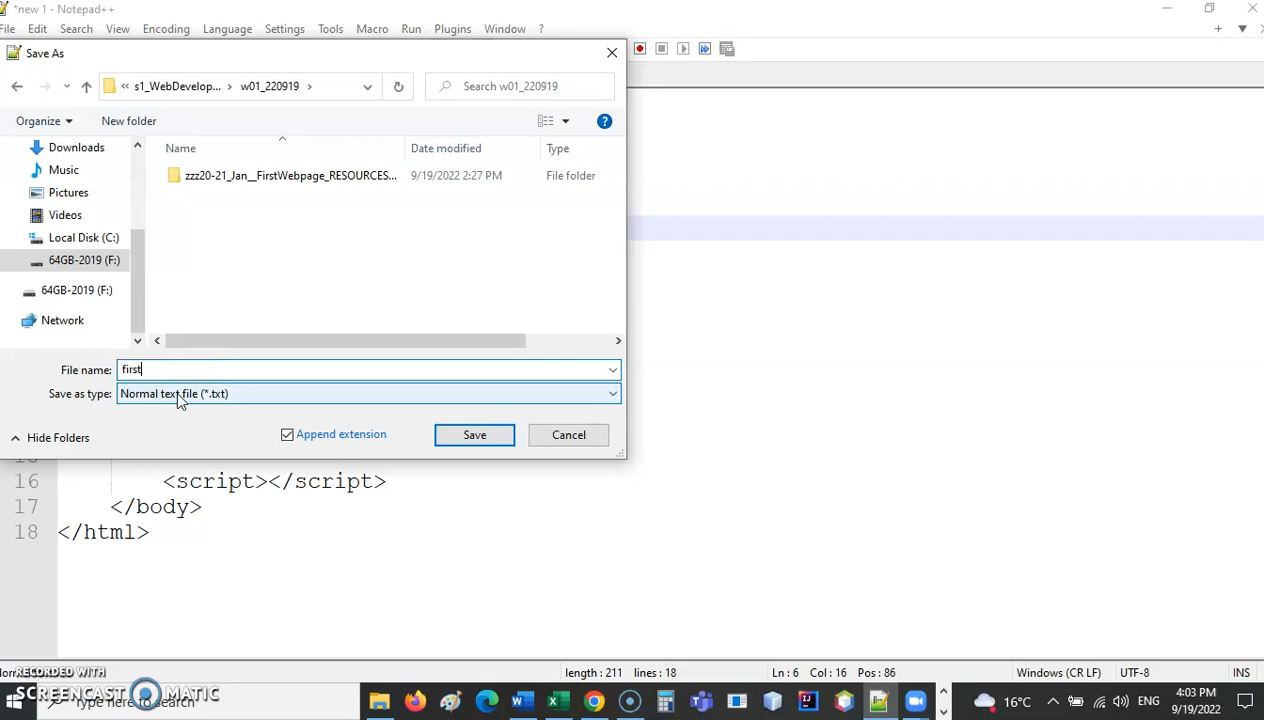 *new 1 - Notepad++
File Edit Search View Encoding Language Settings Tools Macro Run Plugins Window ?
Save As
« s1_WebDevelop... › w01_220919 ›
Search w01_220919
Organize
New folder
Downloads
Music
Pictures
Videos
Local Disk (C:)
64GB-2019 (F:)
64GB-2019 (F:)
Network
Name Date modified Type
zzz20-21_Jan__FirstWebpage_RESOURCES... 9/19/2022 2:27 PM File folder
File name: first
Save as type: Normal text file (*.txt)
Hide Folders
Append extension
Save
Cancel
16 <script></script>
17 </body>
18 </html>
length : 211 lines : 18 Ln : 6 Col : 16 Pos : 86 Windows (CR LF) UTF-8 INS
RECORDED WITH
SCREENCAST MATIC
Type here to search
16°C
ENG
4:03 PM
9/19/2022